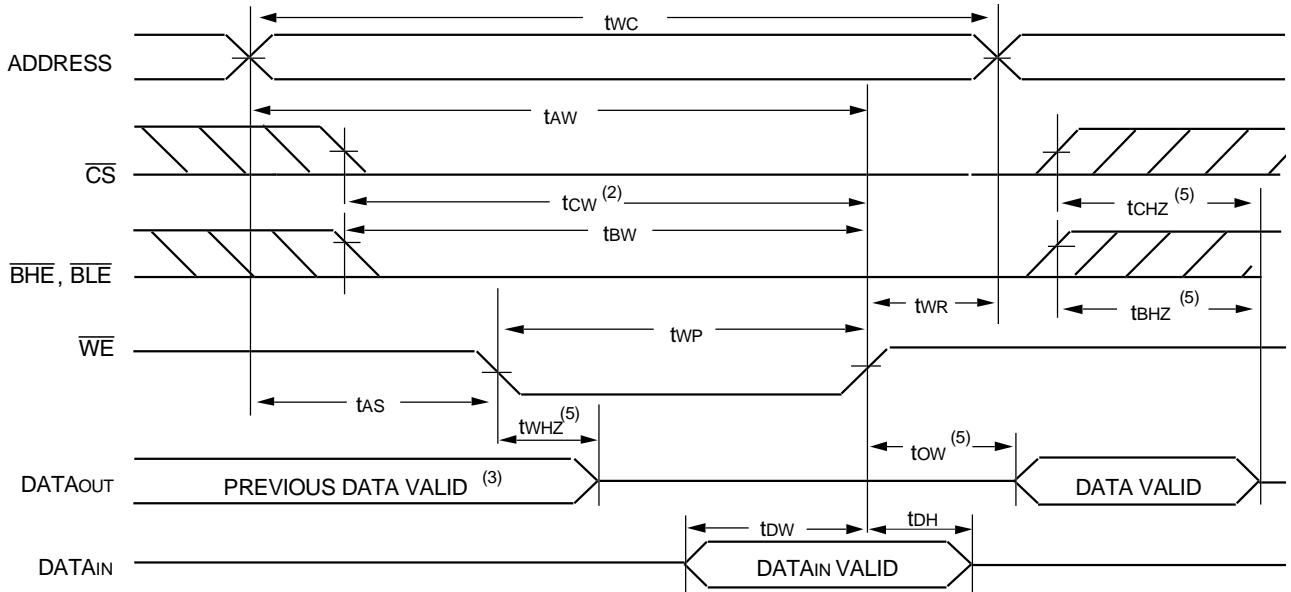 tWC
ADDRESS
tAW
CS
tCW (2)
tCHZ (5)
tBW
BHE, BLE
tWR
tBHZ (5)
tWP
WE
tAS
tWHZ (5)
tOW (5)
DATAOUT
PREVIOUS DATA VALID (3)
DATA VALID
tDW
tDH
DATAIN
DATAIN VALID